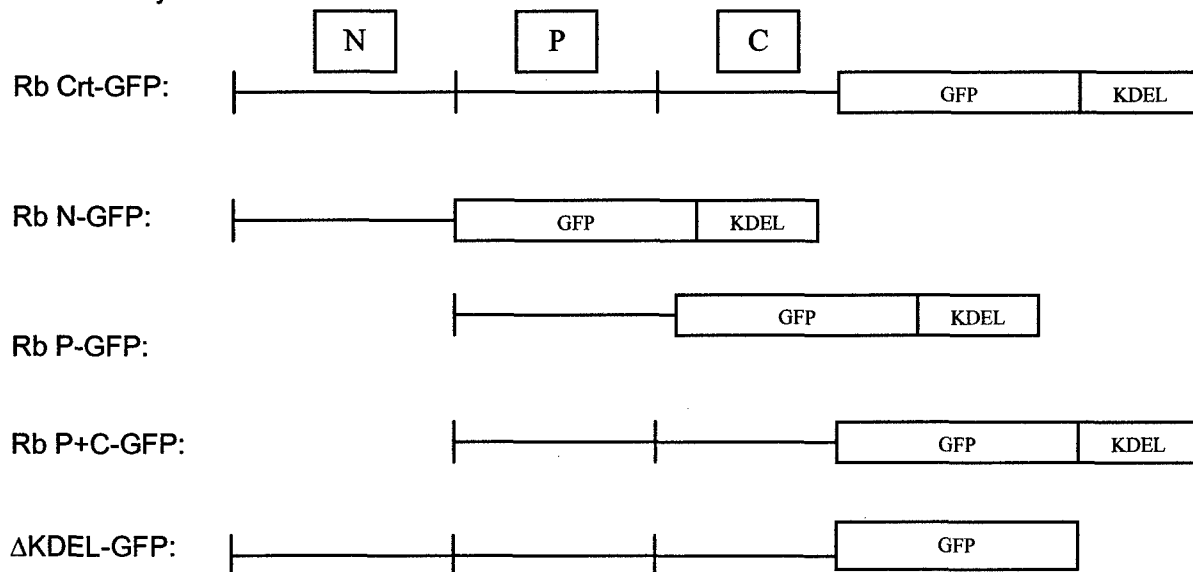 N P C
Rb Crt-GFP: GFP KDEL
Rb N-GFP: GFP KDEL
Rb P-GFP: GFP KDEL
Rb P+C-GFP: GFP KDEL
ΔKDEL-GFP: GFP